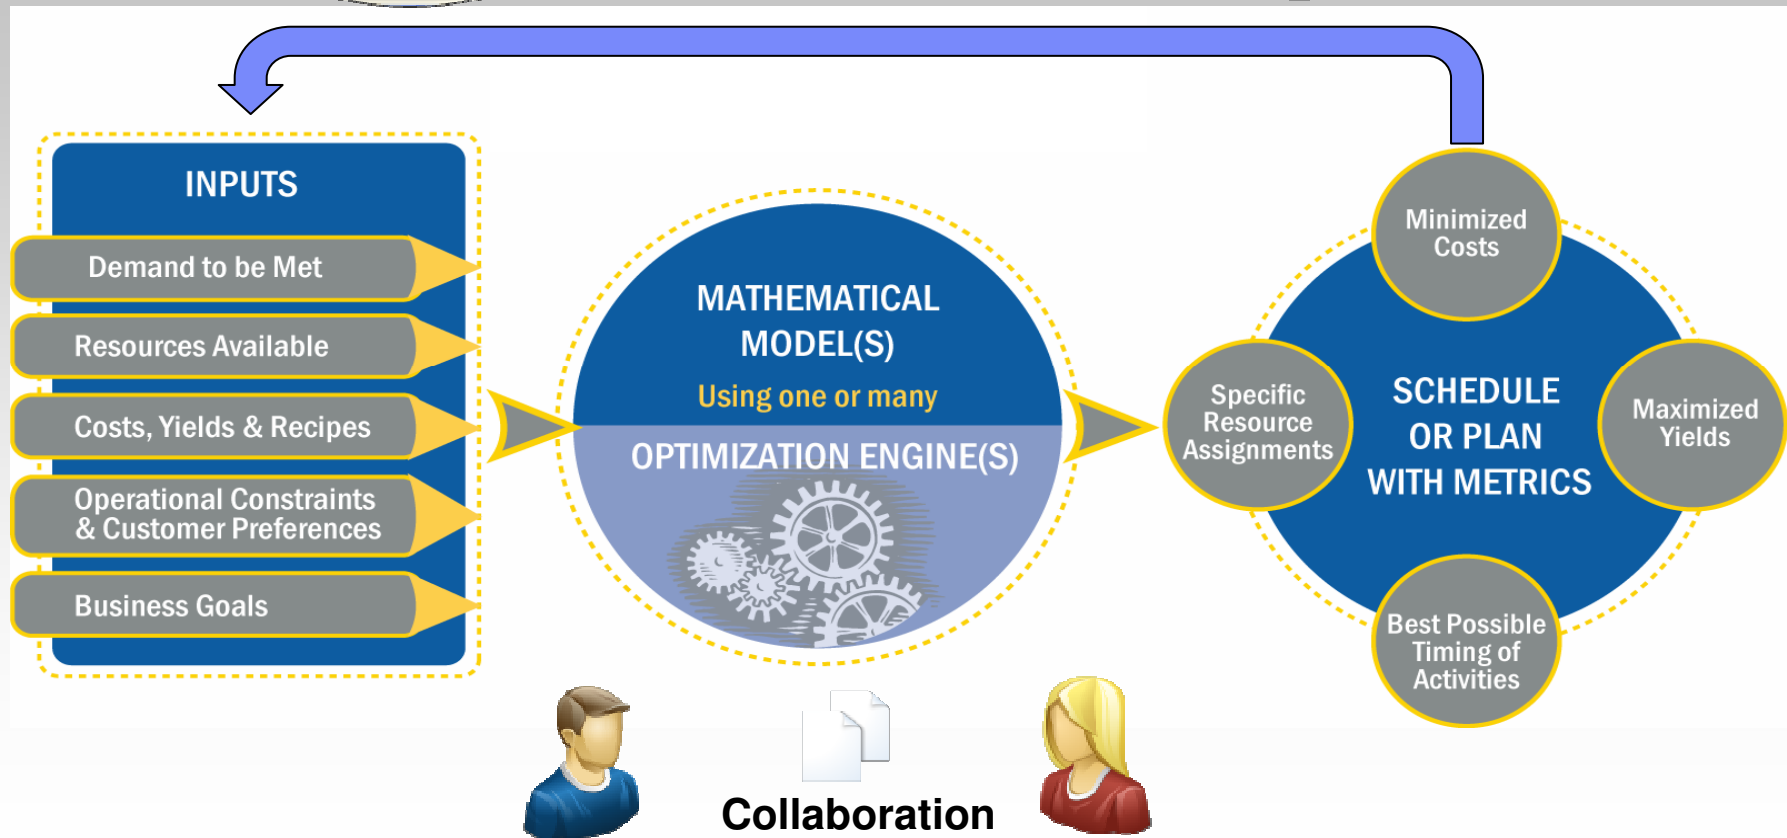 INPUTS
Demand to be Met
Resources Available
Costs, Yields & Recipes
Operational Constraints
& Customer Preferences
Business Goals
MATHEMATICAL
MODEL(S)
Using one or many
OPTIMIZATION ENGINE(S)
Minimized
Costs
Specific
Resource
Assignments
SCHEDULE
OR PLAN
WITH METRICS
Maximized
Yields
Best Possible
Timing of
Activities
Collaboration